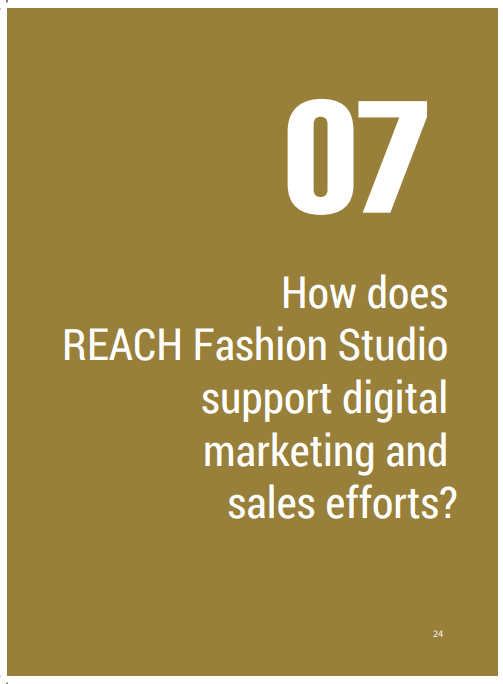 07
How does
REACH Fashion Studio
support digital
marketing and
sales efforts?
24